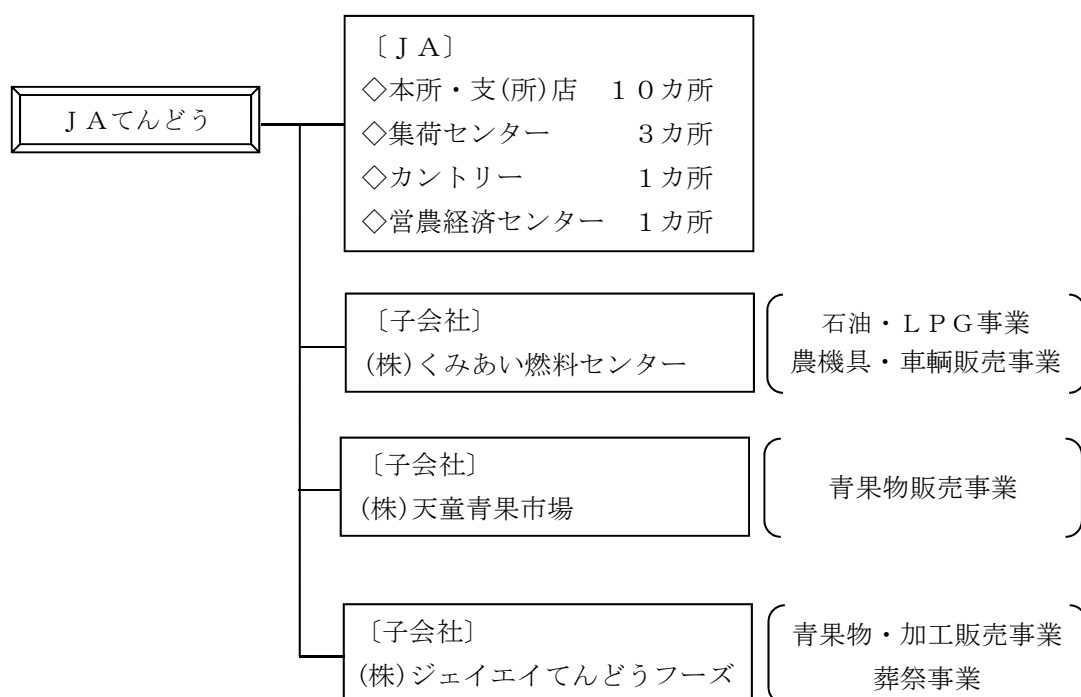 ＪＡてんどう
〔ＪＡ〕
◇本所・支(所)店　１０カ所
◇集荷センター　３カ所
◇カントリー　１カ所
◇営農経済センター　１カ所
〔子会社〕
(株)くみあい燃料センター
石油・ＬＰＧ事業
農機具・車輌販売事業
〔子会社〕
(株)天童青果市場
青果物販売事業
〔子会社〕
(株)ジェイエイてんどうフーズ
青果物・加工販売事業
葬祭事業